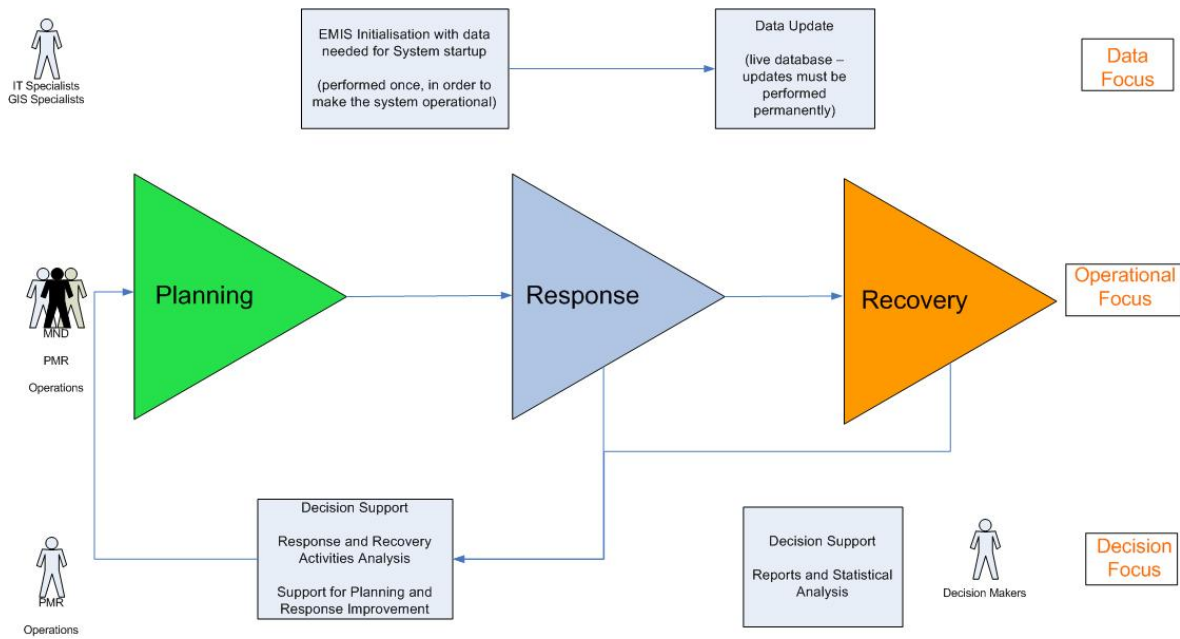 IT Specialists
GIS Specialists
EMIS Initialisation with data
needed for System startup
(performed once, in order to
make the system operational)
Data Update
(live database –
updates must be
performed
permanently)
Data
Focus
MND
PMR
Operations
Planning
Response
Recovery
Operational
Focus
PMR
Operations
Decision Support
Response and Recovery
Activities Analysis
Support for Planning and
Response Improvement
Decision Support
Reports and Statistical
Analysis
Decision Makers
Decision
Focus